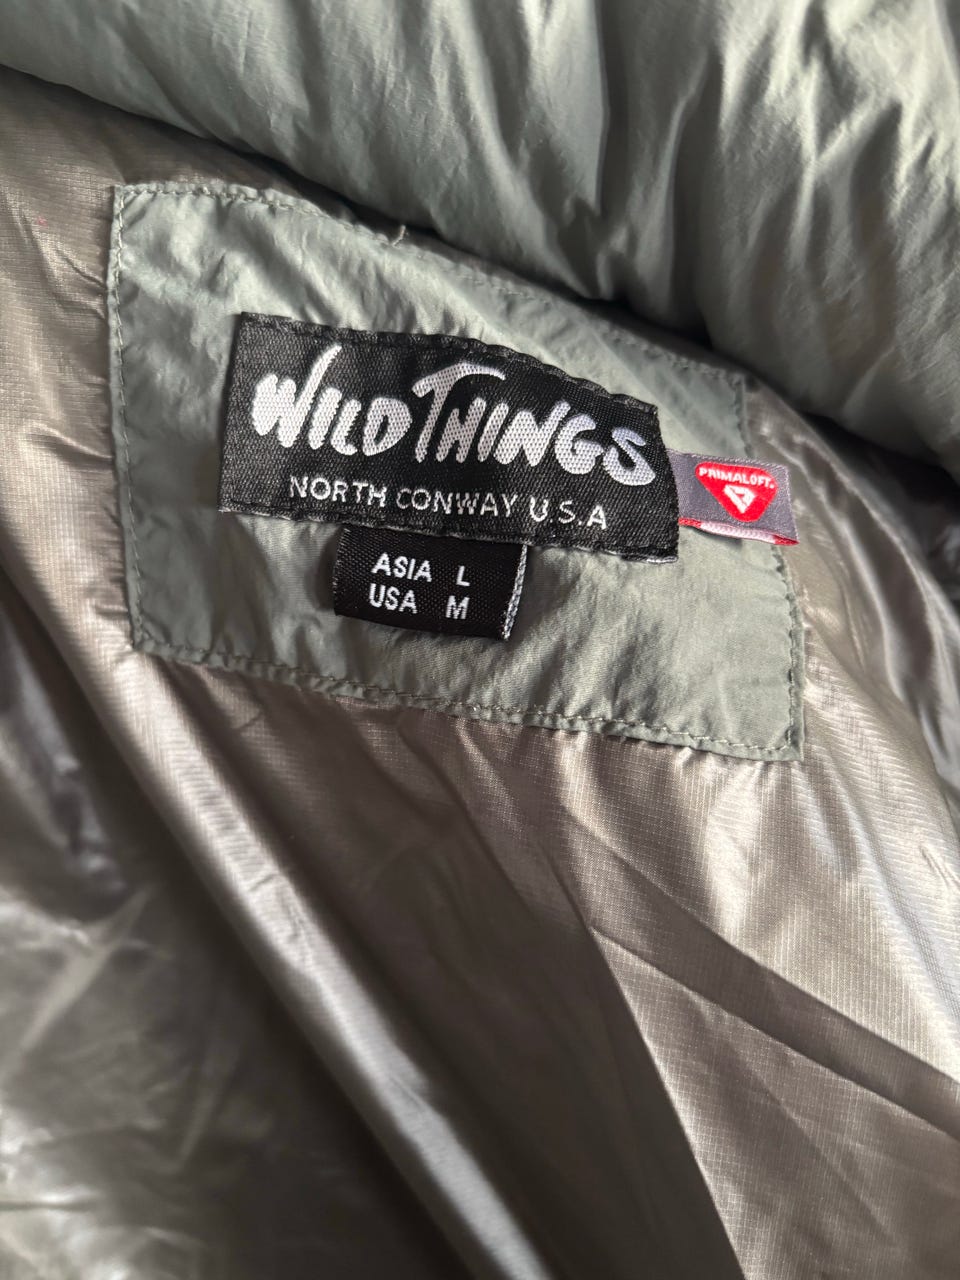 WILD THINGS
NORTH CONWAY U.S.A
PRIMALOFT®
ASIA L
USA M